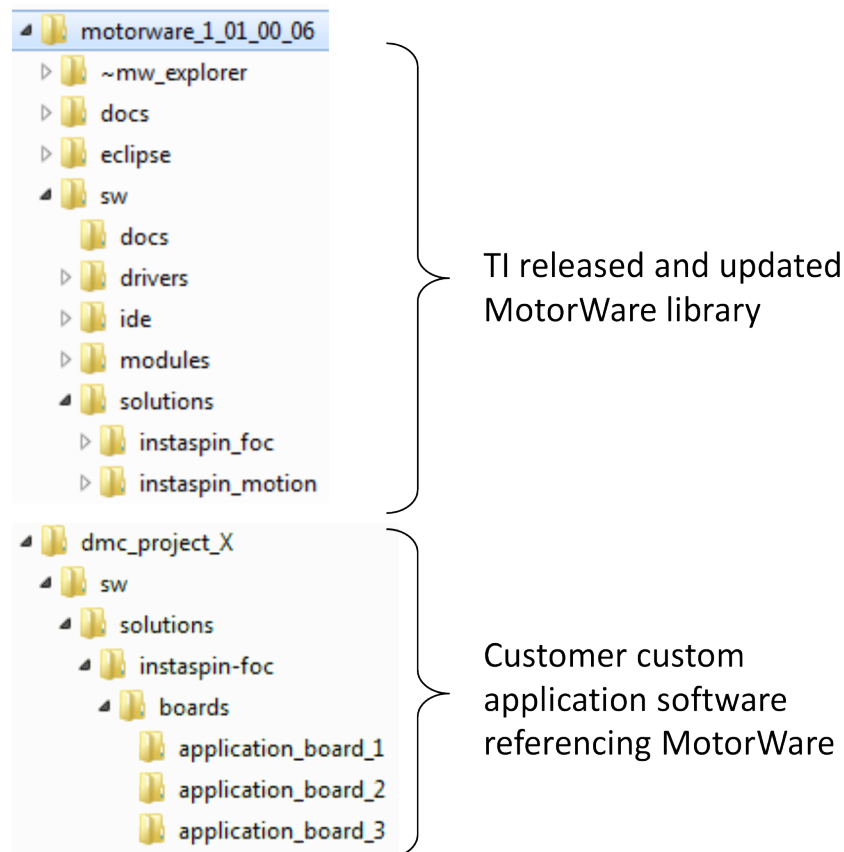 motorware_1_01_00_06
~mw_explorer
docs
eclipse
sw
docs
drivers
ide
modules
solutions
instaspin_foc
instaspin_motion
TI released and updated
MotorWare library
dmc_project_X
sw
solutions
instaspin-foc
boards
application_board_1
application_board_2
application_board_3
Customer custom
application software
referencing MotorWare